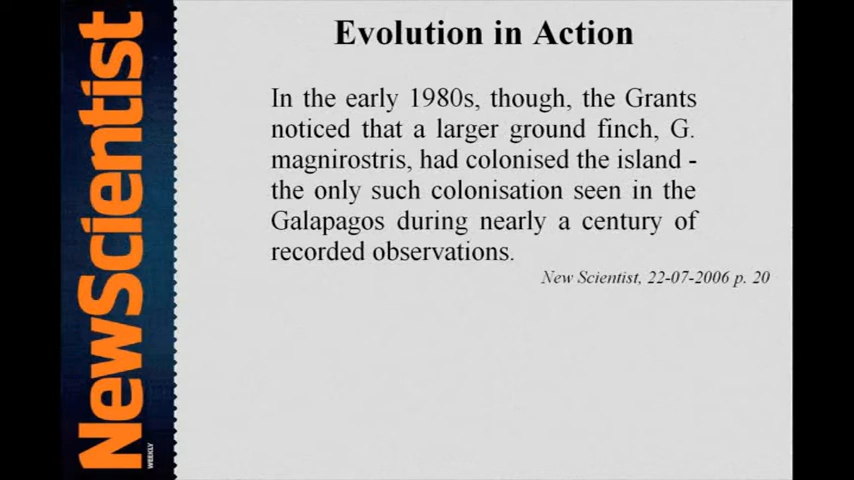 NewScientist
WEEKLY
Evolution in Action
In the early 1980s, though, the Grants
noticed that a larger ground finch, G.
magnirostris, had colonised the island -
the only such colonisation seen in the
Galapagos during nearly a century of
recorded observations.
New Scientist, 22-07-2006 p. 20